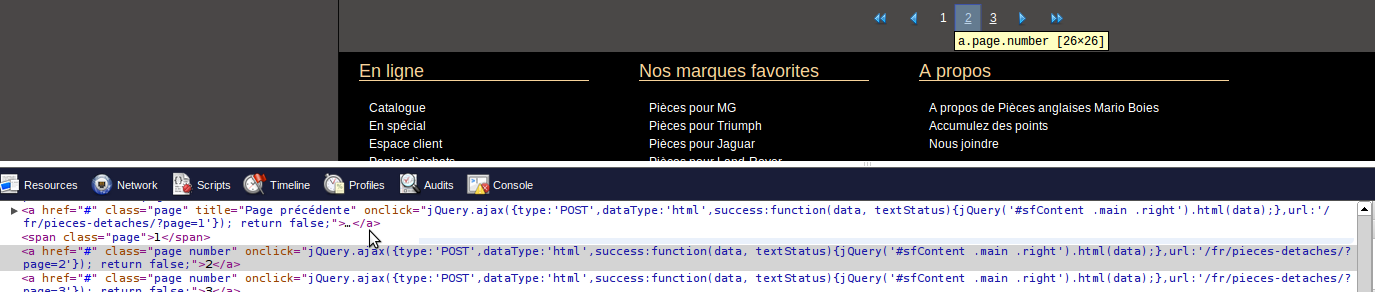 1 2 3
a.page.number [26×26]
En ligne Nos marques favorites A propos
Catalogue Pièces pour MG A propos de Pièces anglaises Mario Boies
En spécial Pièces pour Triumph Accumulez des points
Espace client Pièces pour Jaguar Nous joindre
Panier d`achats Pièces pour Land-Rover
Resources Network Scripts Timeline Profiles Audits Console
<a href="#" class="page" title="Page précédente" onclick="jQuery.ajax({type:'POST',dataType:'html',success:function(data, textStatus){jQuery('#sfContent .main .right').html(data);},url:'/
fr/pieces-detaches/?page=1'}); return false;">…</a>
<span class="page">1</span>
<a href="#" class="page number" onclick="jQuery.ajax({type:'POST',dataType:'html',success:function(data, textStatus){jQuery('#sfContent .main .right').html(data);},url:'/fr/pieces-detaches/?
page=2'}); return false;">2</a>
<a href="#" class="page number" onclick="jQuery.ajax({type:'POST',dataType:'html',success:function(data, textStatus){jQuery('#sfContent .main .right').html(data);},url:'/fr/pieces-detaches/?
page=3'}); return false;">3</a>